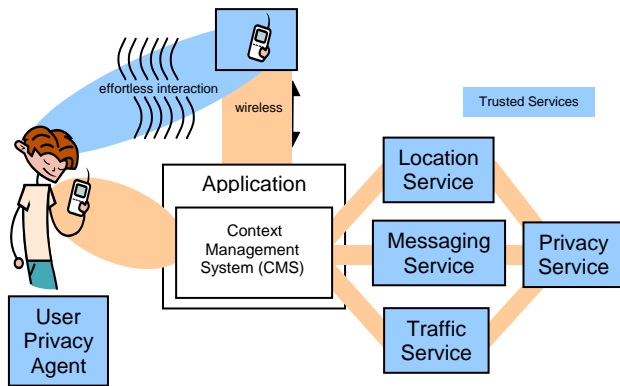 effortless interaction
wireless
Trusted Services
Application
Context
Management
System (CMS)
Location
Service
Messaging
Service
Traffic
Service
Privacy
Service
User
Privacy
Agent